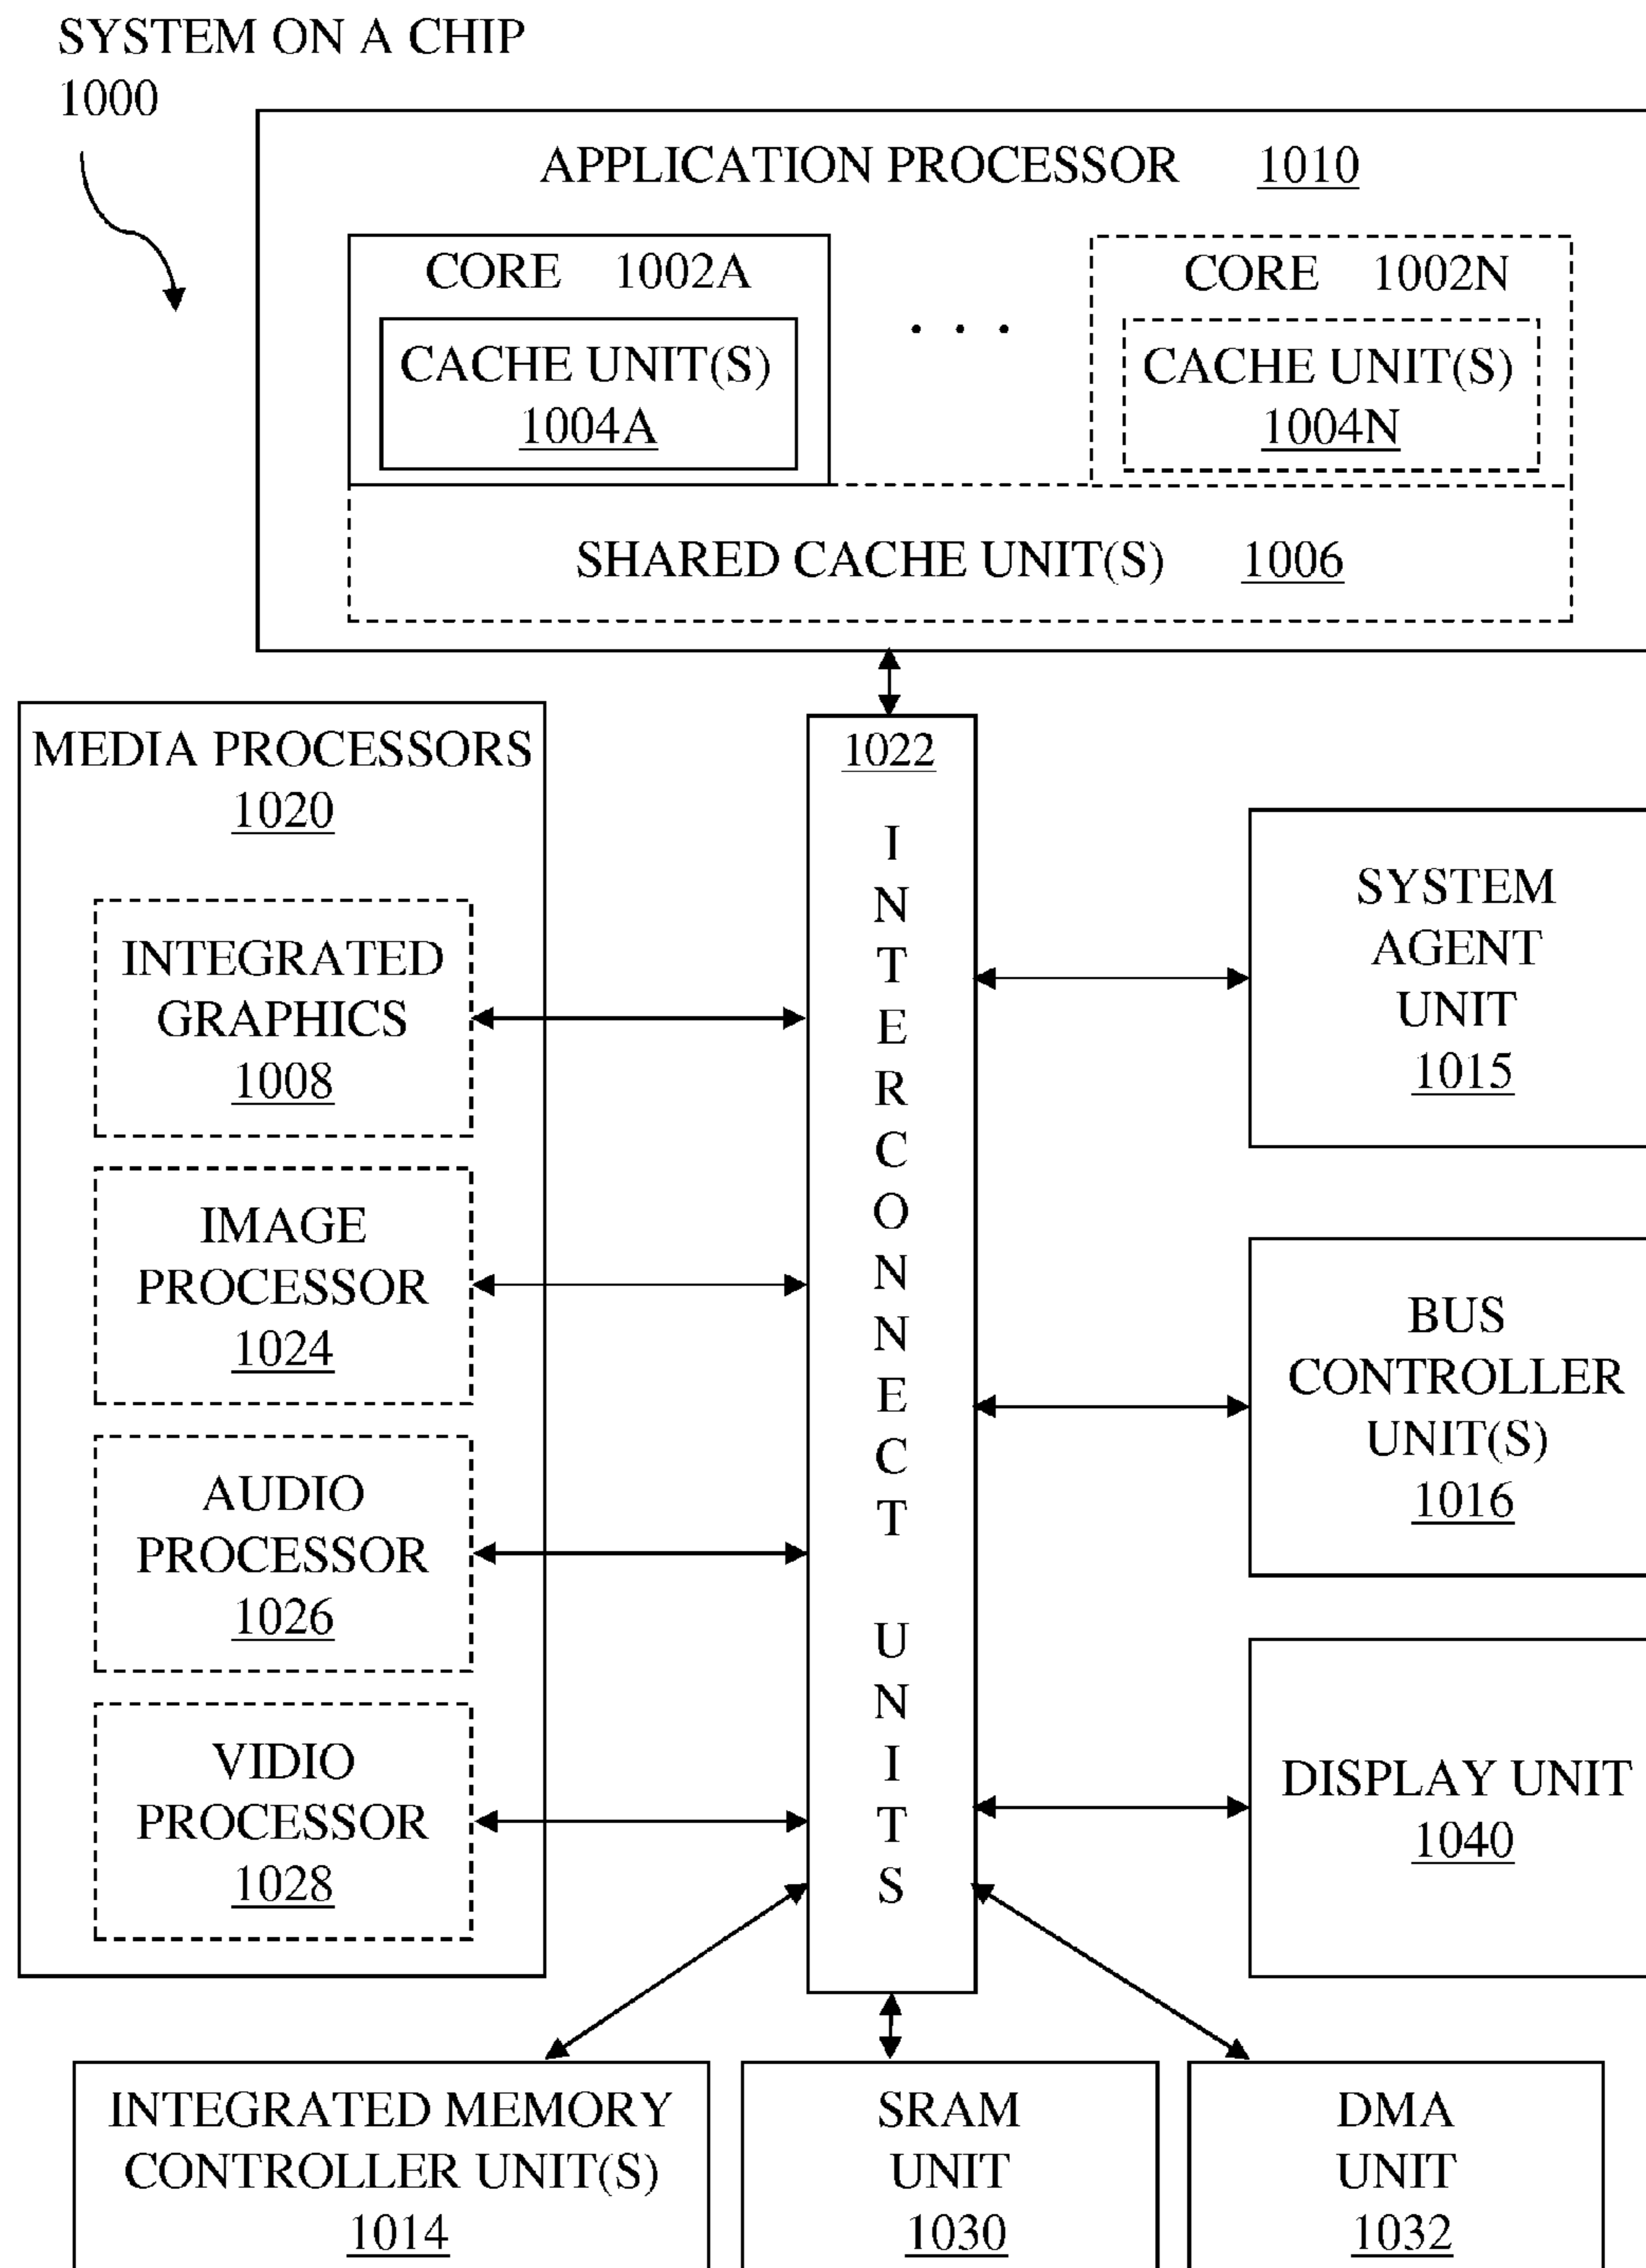 SYSTEM ON A CHIP
1000
APPLICATION PROCESSOR 1010
CORE 1002A
CACHE UNIT(S)
1004A
. . .
CORE 1002N
CACHE UNIT(S)
1004N
SHARED CACHE UNIT(S) 1006
MEDIA PROCESSORS
1020
INTEGRATED
GRAPHICS
1008
IMAGE
PROCESSOR
1024
AUDIO
PROCESSOR
1026
VIDIO
PROCESSOR
1028
1022
INTERCONNECT UNITS
SYSTEM
AGENT
UNIT
1015
BUS
CONTROLLER
UNIT(S)
1016
DISPLAY UNIT
1040
INTEGRATED MEMORY
CONTROLLER UNIT(S)
1014
SRAM
UNIT
1030
DMA
UNIT
1032